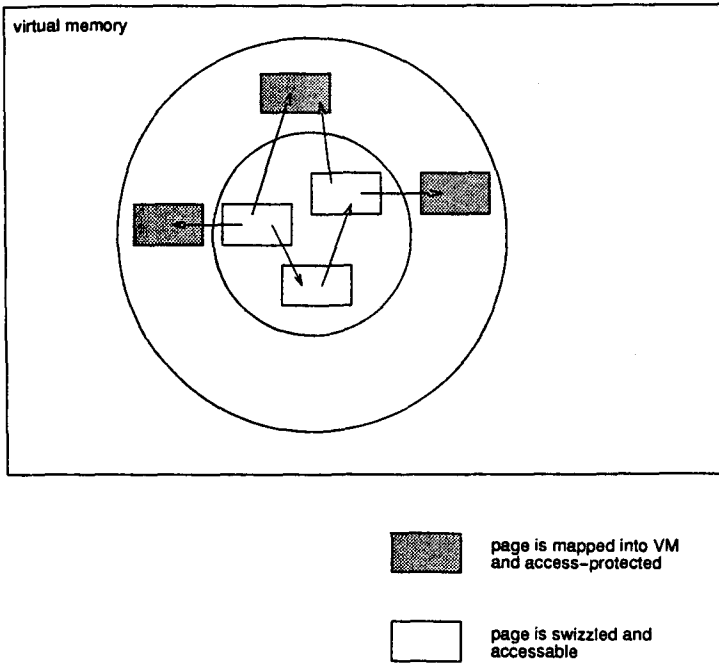 virtual memory
page is mapped into VM
and access-protected
page is swizzled and
accessable